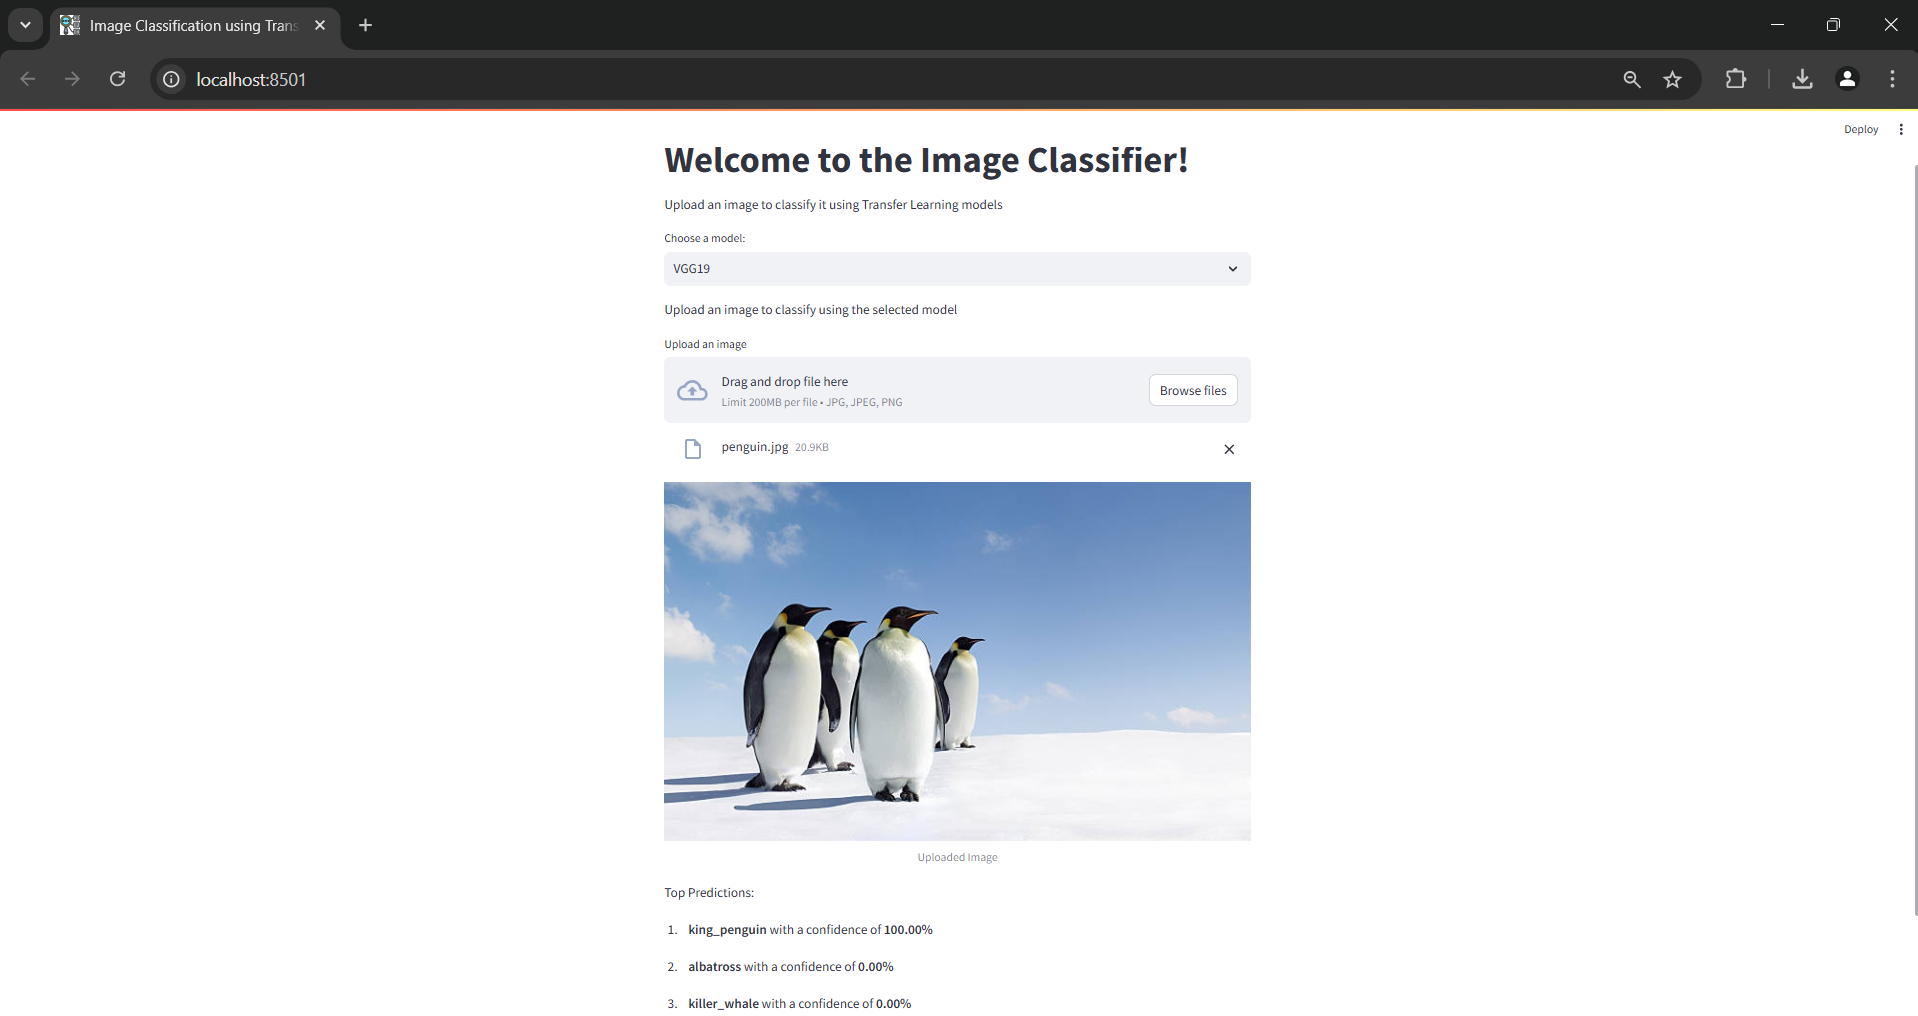 Image Classification using Trans
localhost:8501
Deploy
Welcome to the Image Classifier!
Upload an image to classify it using Transfer Learning models
Choose a model:
VGG19
Upload an image to classify using the selected model
Upload an image
Drag and drop file here
Limit 200MB per file • JPG, JPEG, PNG
Browse files
penguin.jpg 20.9KB
Uploaded Image
Top Predictions:
1. king_penguin with a confidence of 100.00%
2. albatross with a confidence of 0.00%
3. killer_whale with a confidence of 0.00%